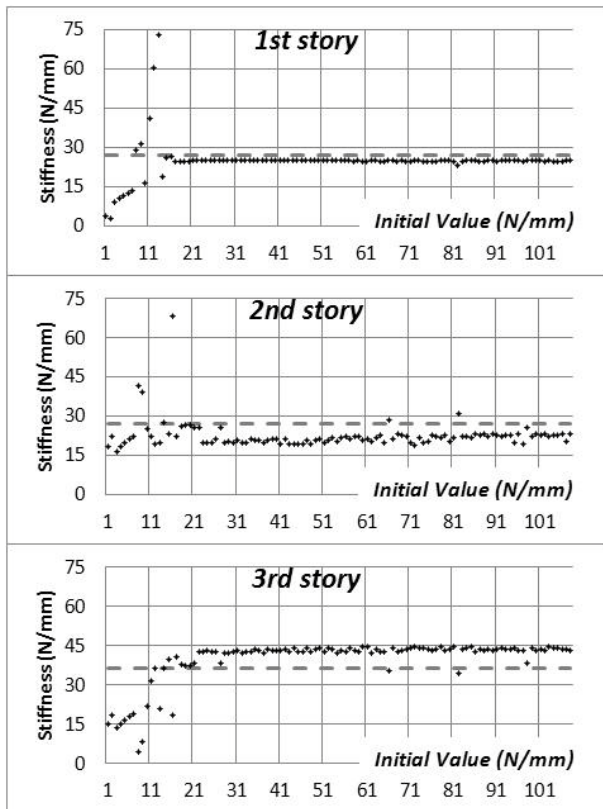 1st story
Stiffness (N/mm)
75
60
45
30
15
0
Initial Value (N/mm)
1 11 21 31 41 51 61 71 81 91 101
2nd story
Stiffness (N/mm)
75
60
45
30
15
0
Initial Value (N/mm)
1 11 21 31 41 51 61 71 81 91 101
3rd story
Stiffness (N/mm)
75
60
45
30
15
0
Initial Value (N/mm)
1 11 21 31 41 51 61 71 81 91 101